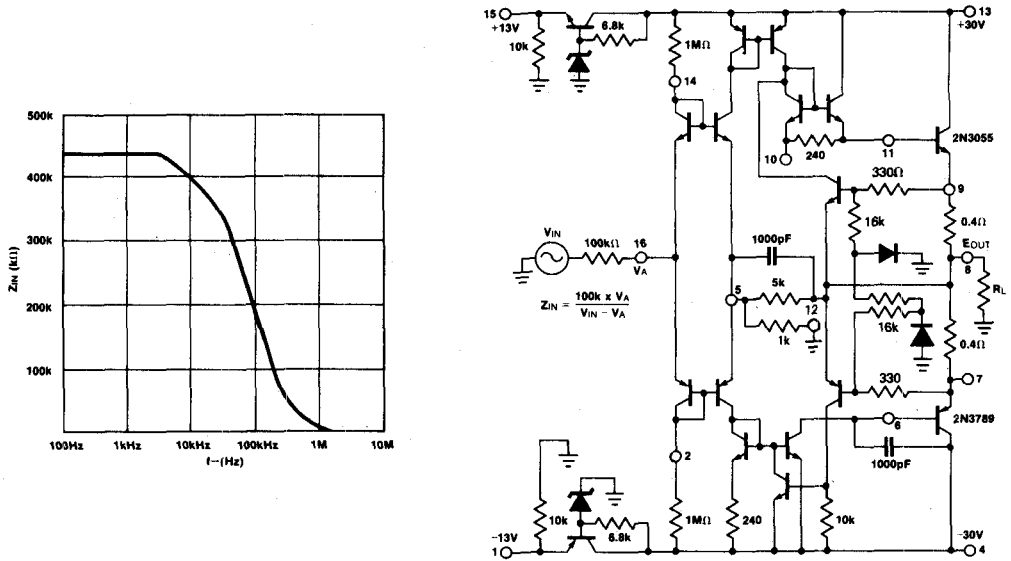 500k
400k
300k
200k
100k
ZIN (kΩ)
100Hz
1kHz
10kHz
100kHz
1MHz
10M
f–(Hz)
15
+13V
10k
6.8k
1MΩ
14
13
+30V
10
240
11
2N3055
330Ω
9
16k
0.4Ω
EOUT
8
RL
VIN
100kΩ
16
VA
ZIN = 100k x VA
VIN – VA
1000pF
5
5k
12
1k
16k
0.4Ω
330
7
2N3789
6
1000pF
2
10k
6.8k
1MΩ
240
10k
–13V
1
–30V
4